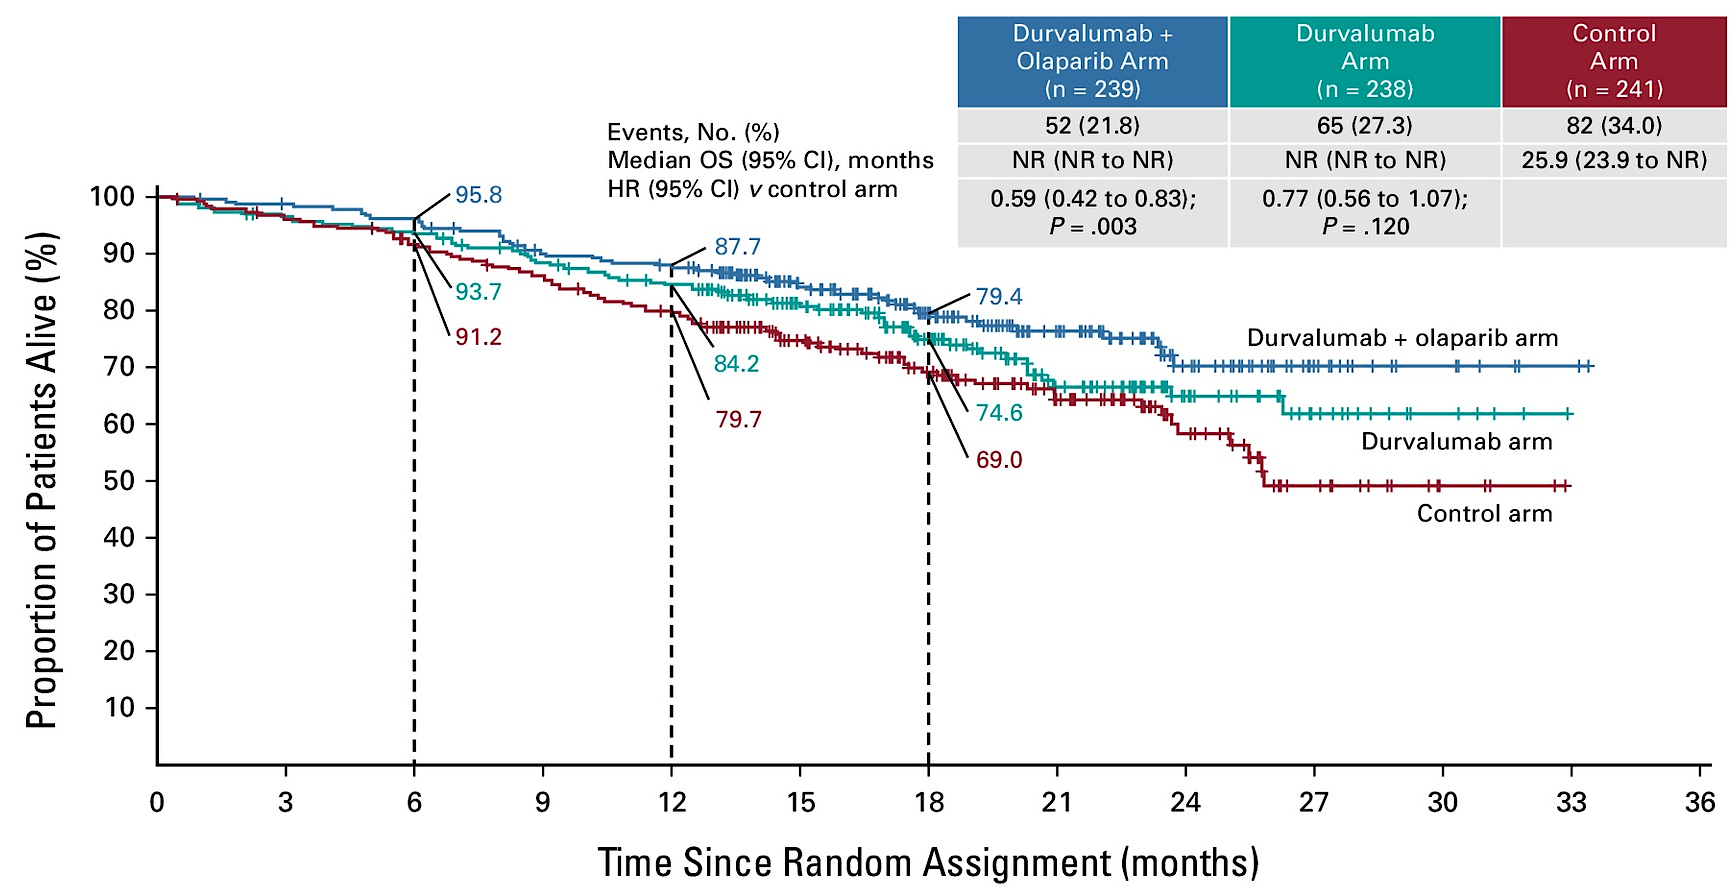 Durvalumab +
Olaparib Arm
(n = 239)
Durvalumab
Arm
(n = 238)
Control
Arm
(n = 241)
Events, No. (%)
52 (21.8)
65 (27.3)
82 (34.0)
Median OS (95% CI), months
NR (NR to NR)
NR (NR to NR)
25.9 (23.9 to NR)
HR (95% CI) v control arm
0.59 (0.42 to 0.83);
P = .003
0.77 (0.56 to 1.07);
P = .120
Proportion of Patients Alive (%)
100
90
80
70
60
50
40
30
20
10
95.8
93.7
91.2
87.7
84.2
79.7
79.4
74.6
69.0
Durvalumab + olaparib arm
Durvalumab arm
Control arm
0 3 6 9 12 15 18 21 24 27 30 33 36
Time Since Random Assignment (months)